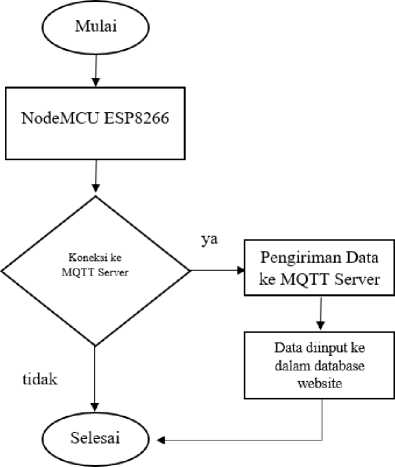 Mulai
NodeMCU ESP8266
Koneksi ke
MQTT Server
ya
Pengiriman Data
ke MQTT Server
Data diinput ke
dalam database
website
tidak
Selesai